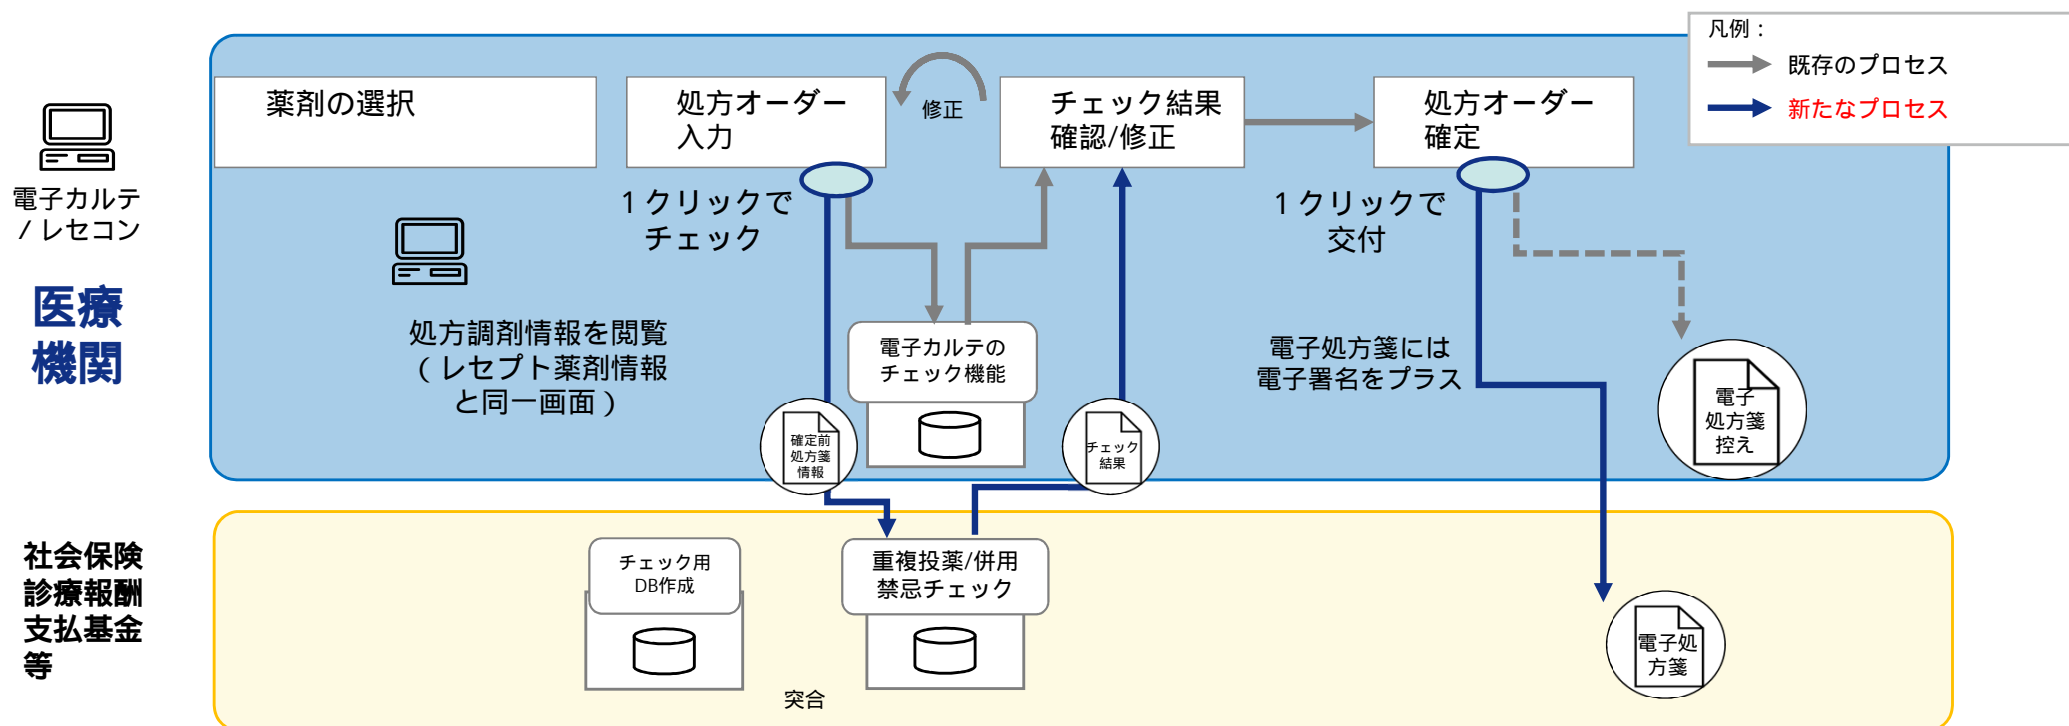 凡例：
既存のプロセス
新たなプロセス
電子カルテ
/ レセコン
医療
機関
薬剤の選択
処方オーダー
入力
修正
チェック結果
確認/修正
処方オーダー
確定
1 クリックで
チェック
1 クリックで
交付
処方調剤情報を閲覧
（レセプト薬剤情報
と同一画面）
電子カルテの
チェック機能
電子処方箋には
電子署名をプラス
確定前
処方箋
情報
チェック
結果
電子
処方箋
控え
社会保険
診療報酬
支払基金
等
チェック用
DB作成
重複投薬/併用
禁忌チェック
突合
電子処
方箋